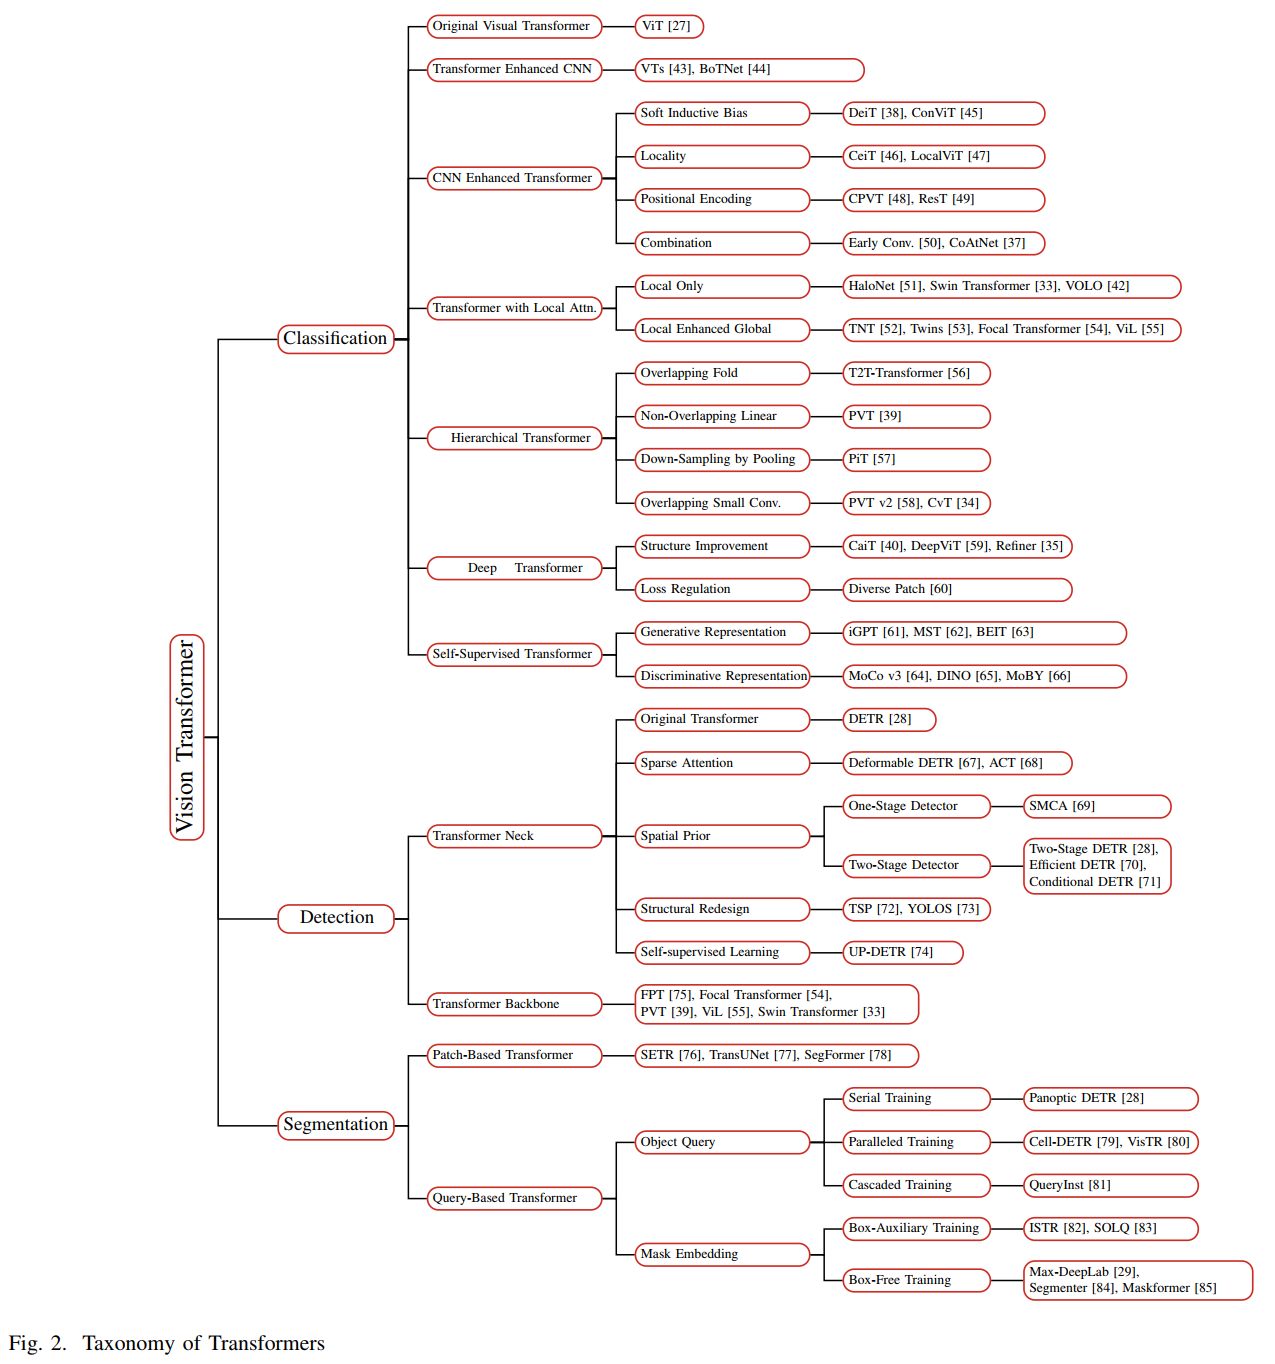 Vision Transformer
Classification
Original Visual Transformer
ViT [27]
Transformer Enhanced CNN
VTs [43], BoTNet [44]
CNN Enhanced Transformer
Soft Inductive Bias
DeiT [38], ConViT [45]
Locality
CeiT [46], LocalViT [47]
Positional Encoding
CPVT [48], ResT [49]
Combination
Early Conv. [50], CoAtNet [37]
Transformer with Local Attn.
Local Only
HaloNet [51], Swin Transformer [33], VOLO [42]
Local Enhanced Global
TNT [52], Twins [53], Focal Transformer [54], ViL [55]
Hierarchical Transformer
Overlapping Fold
T2T-Transformer [56]
Non-Overlapping Linear
PVT [39]
Down-Sampling by Pooling
PiT [57]
Overlapping Small Conv.
PVT v2 [58], CvT [34]
Deep Transformer
Structure Improvement
CaiT [40], DeepViT [59], Refiner [35]
Loss Regulation
Diverse Patch [60]
Self-Supervised Transformer
Generative Representation
iGPT [61], MST [62], BEIT [63]
Discriminative Representation
MoCo v3 [64], DINO [65], MoBY [66]
Detection
Transformer Neck
Original Transformer
DETR [28]
Sparse Attention
Deformable DETR [67], ACT [68]
Spatial Prior
One-Stage Detector
SMCA [69]
Two-Stage Detector
Two-Stage DETR [28],
Efficient DETR [70],
Conditional DETR [71]
Structural Redesign
TSP [72], YOLOS [73]
Self-supervised Learning
UP-DETR [74]
Transformer Backbone
FPT [75], Focal Transformer [54],
PVT [39], ViL [55], Swin Transformer [33]
Segmentation
Patch-Based Transformer
SETR [76], TransUNet [77], SegFormer [78]
Query-Based Transformer
Object Query
Serial Training
Panoptic DETR [28]
Paralleled Training
Cell-DETR [79], VisTR [80]
Cascaded Training
QueryInst [81]
Mask Embedding
Box-Auxiliary Training
ISTR [82], SOLQ [83]
Box-Free Training
Max-DeepLab [29],
Segmenter [84], Maskformer [85]
Fig. 2. Taxonomy of Transformers